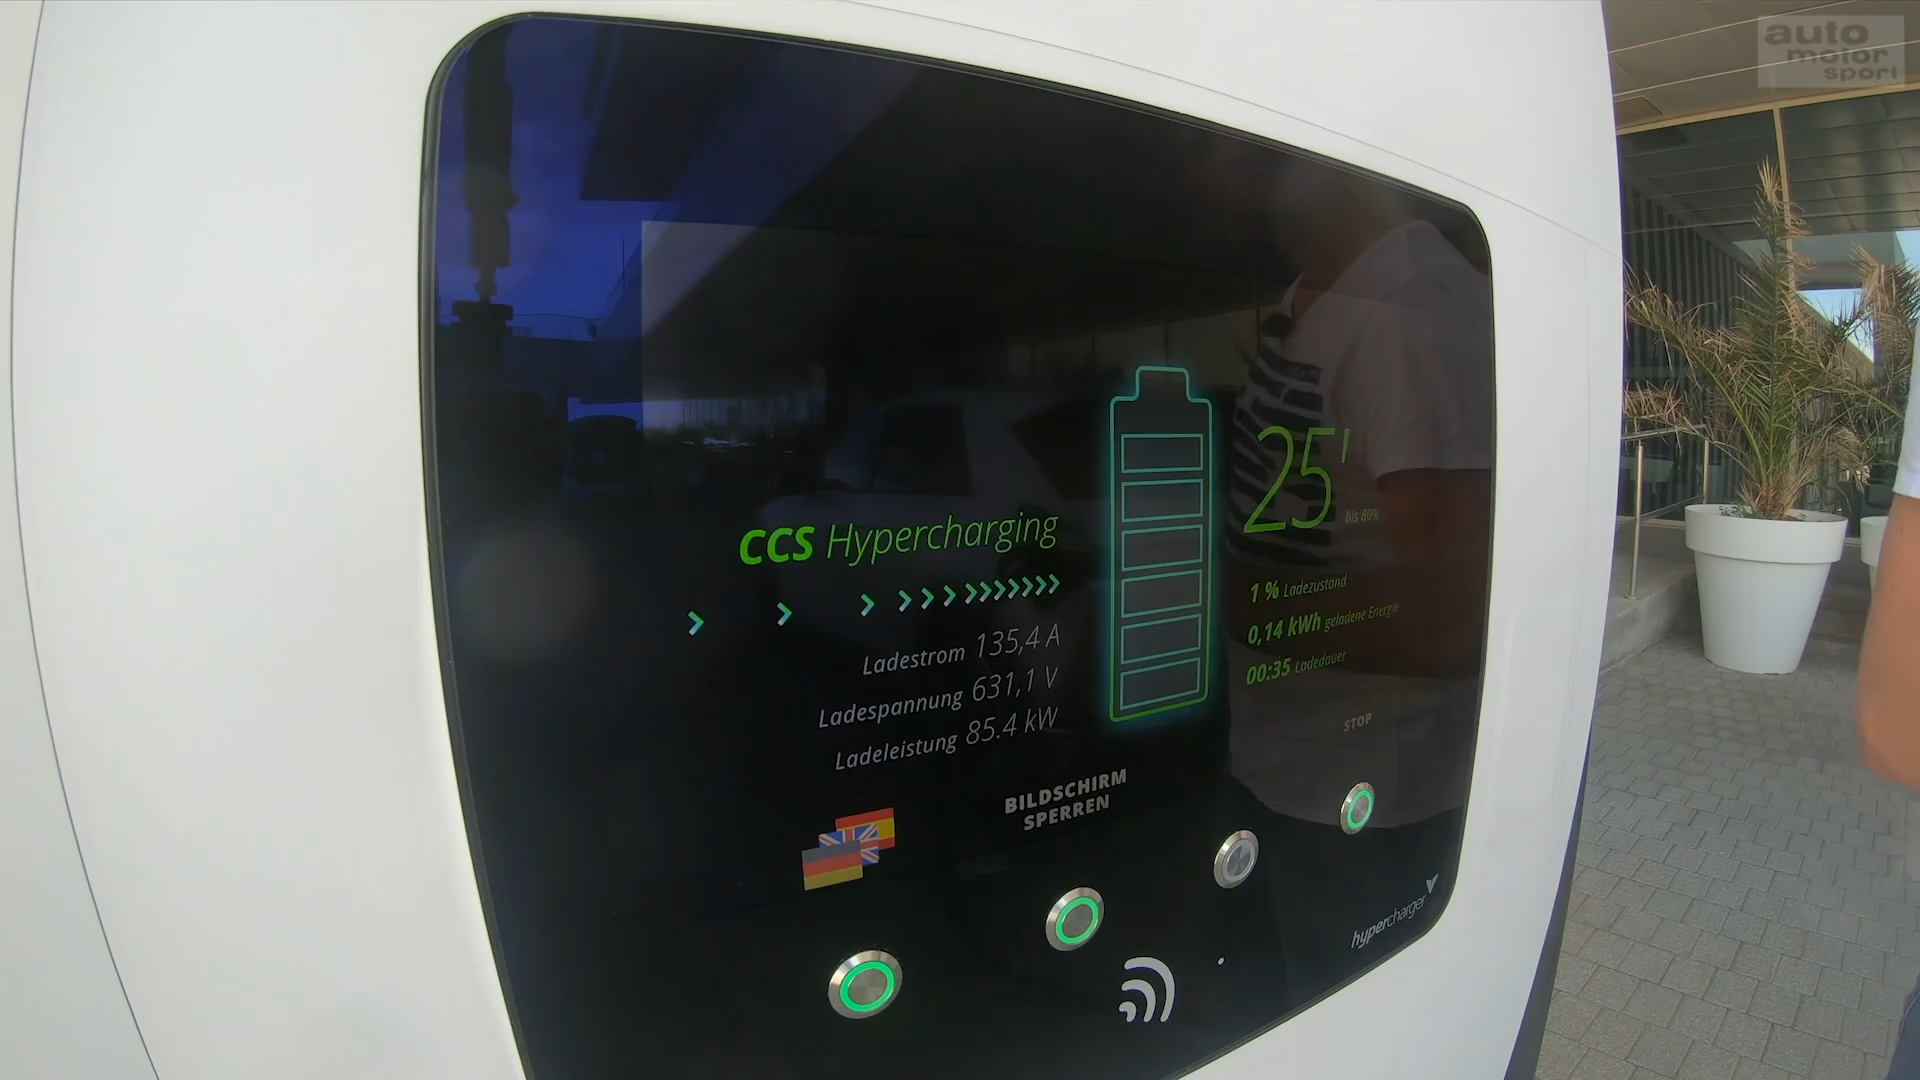 auto
motor
sport
CCS Hypercharging
Ladestrom 135,4 A
Ladespannung 631,1 V
Ladeleistung 85.4 kW
25'
bis 80%
1 % Ladezustand
0,14 kWh geladene Energie
00:35 Ladedauer
STOP
BILDSCHIRM
SPERREN
hypercharger